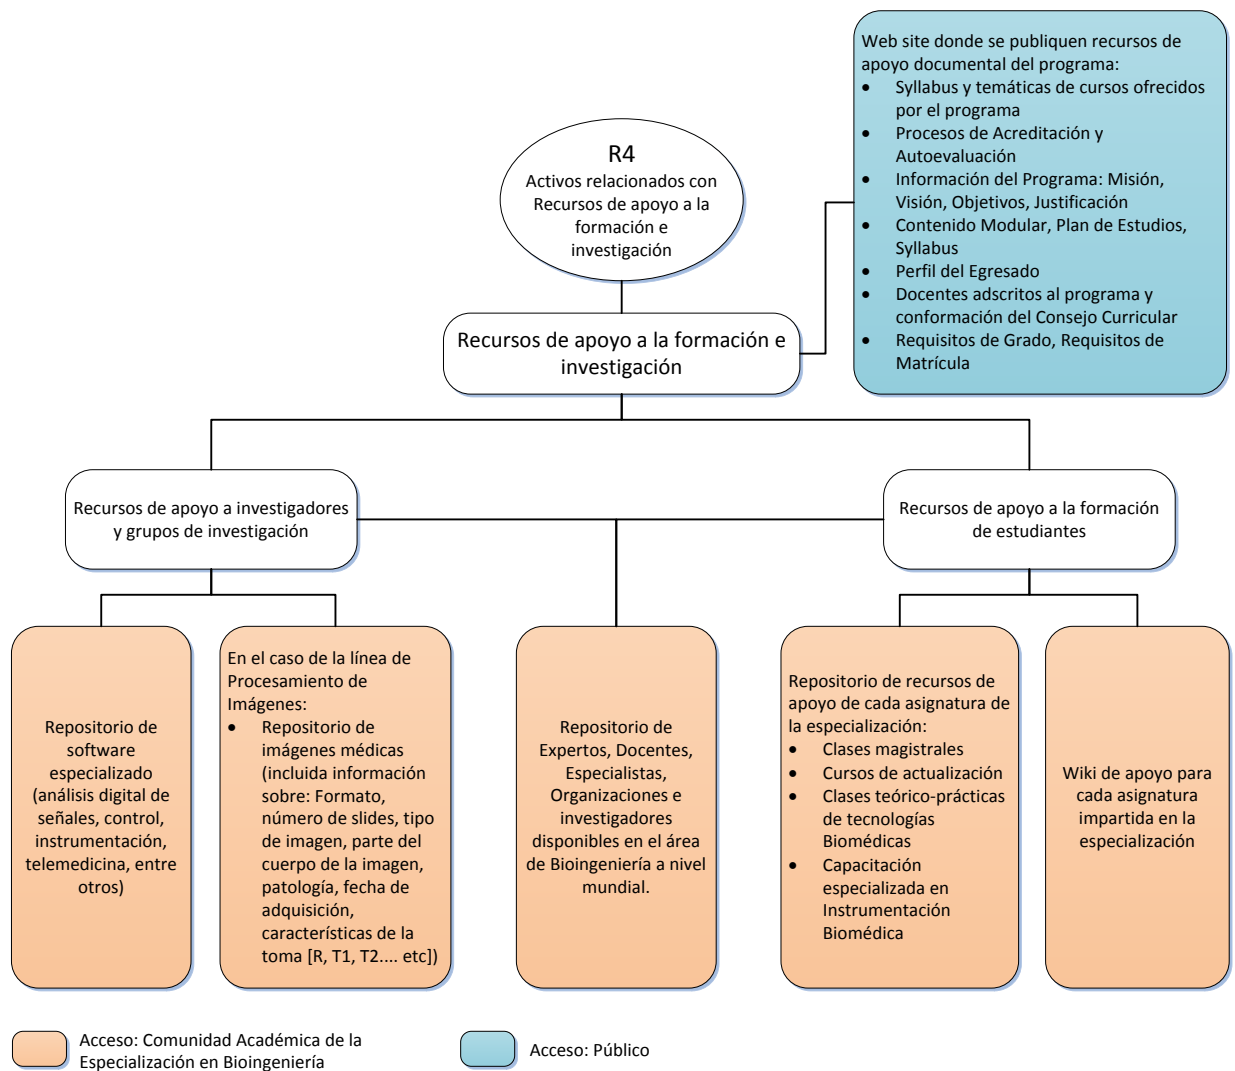 Web site donde se publiquen recursos de
apoyo documental del programa:
• Syllabus y temáticas de cursos ofrecidos
por el programa
• Procesos de Acreditación y
Autoevaluación
• Información del Programa: Misión,
Visión, Objetivos, Justificación
• Contenido Modular, Plan de Estudios,
Syllabus
• Perfil del Egresado
• Docentes adscritos al programa y
conformación del Consejo Curricular
• Requisitos de Grado, Requisitos de
Matrícula
R4
Activos relacionados con
Recursos de apoyo a la
formación e
investigación
Recursos de apoyo a la formación e
investigación
Recursos de apoyo a investigadores
y grupos de investigación
Recursos de apoyo a la formación
de estudiantes
Repositorio de
software
especializado
(análisis digital de
señales, control,
instrumentación,
telemedicina, entre
otros)
En el caso de la línea de
Procesamiento de
Imágenes:
• Repositorio de
imágenes médicas
(incluida información
sobre: Formato,
número de slides, tipo
de imagen, parte del
cuerpo de la imagen,
patología, fecha de
adquisición,
características de la
toma [R, T1, T2.... etc])
Repositorio de
Expertos, Docentes,
Especialistas,
Organizaciones e
investigadores
disponibles en el área
de Bioingeniería a nivel
mundial.
Repositorio de recursos de
apoyo de cada asignatura de
la especialización:
• Clases magistrales
• Cursos de actualización
• Clases teórico-prácticas
de tecnologías
Biomédicas
• Capacitación
especializada en
Instrumentación
Biomédica
Wiki de apoyo para
cada asignatura
impartida en la
especialización
Acceso: Comunidad Académica de la
Especialización en Bioingeniería
Acceso: Público